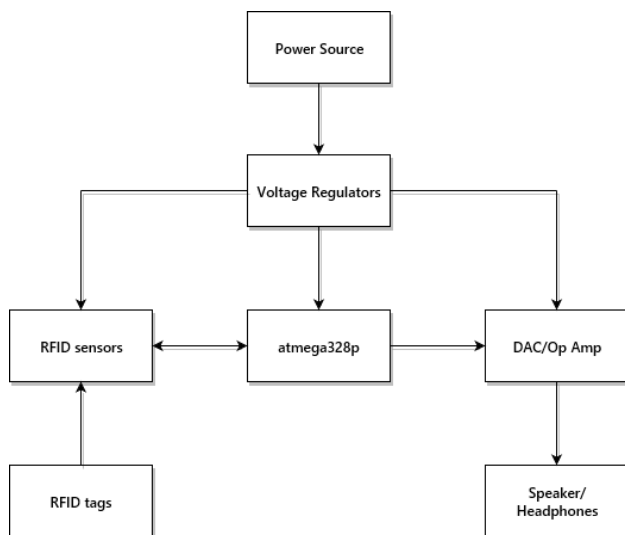 Power Source
Voltage Regulators
RFID sensors
atmega328p
DAC/Op Amp
RFID tags
Speaker/
Headphones